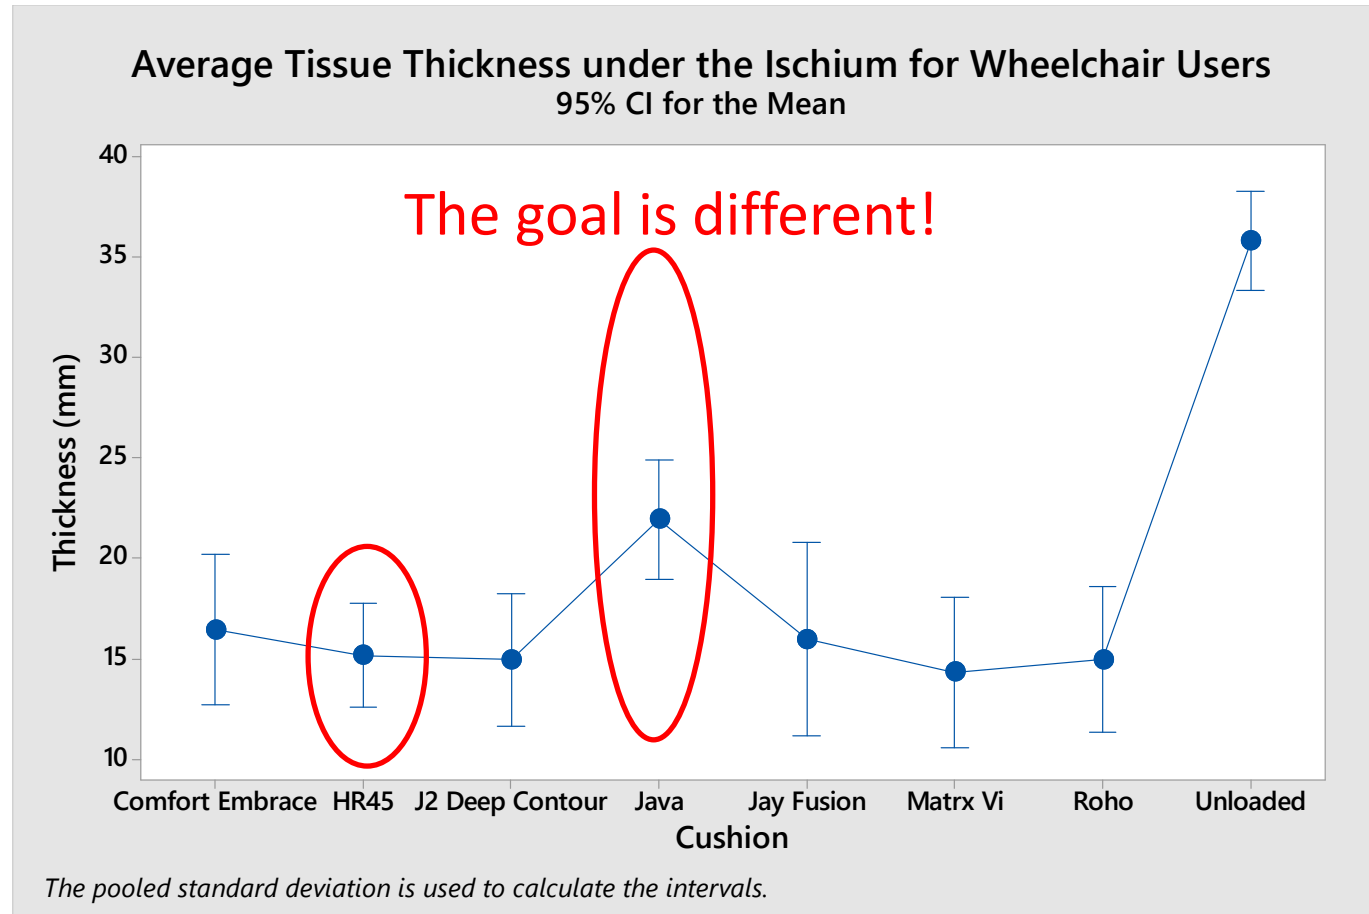 Average Tissue Thickness under the Ischium for Wheelchair Users
95% CI for the Mean
The goal is different!
Thickness (mm)
40
35
30
25
20
15
10
Comfort Embrace HR45 J2 Deep Contour Java Jay Fusion Matrx Vi Roho Unloaded
Cushion
The pooled standard deviation is used to calculate the intervals.